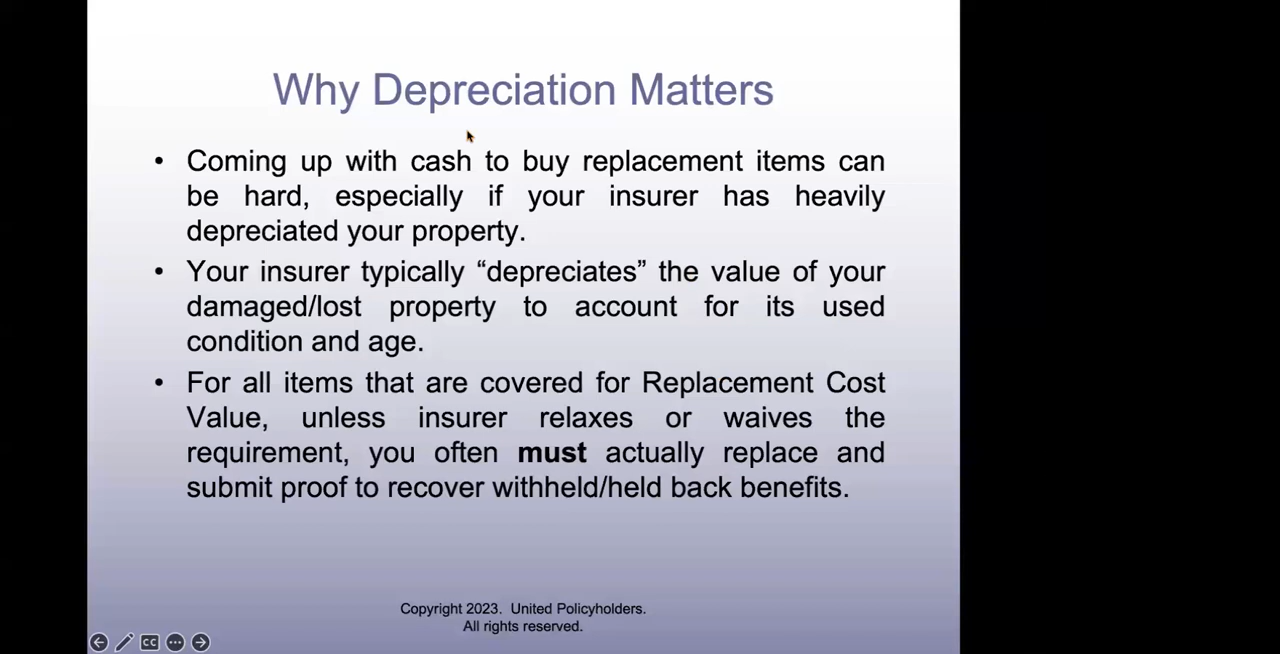 Why Depreciation Matters
• Coming up with cash to buy replacement items can
be hard, especially if your insurer has heavily
depreciated your property.
• Your insurer typically “depreciates” the value of your
damaged/lost property to account for its used
condition and age.
• For all items that are covered for Replacement Cost
Value, unless insurer relaxes or waives the
requirement, you often must actually replace and
submit proof to recover withheld/held back benefits.
Copyright 2023. United Policyholders.
All rights reserved.
CC